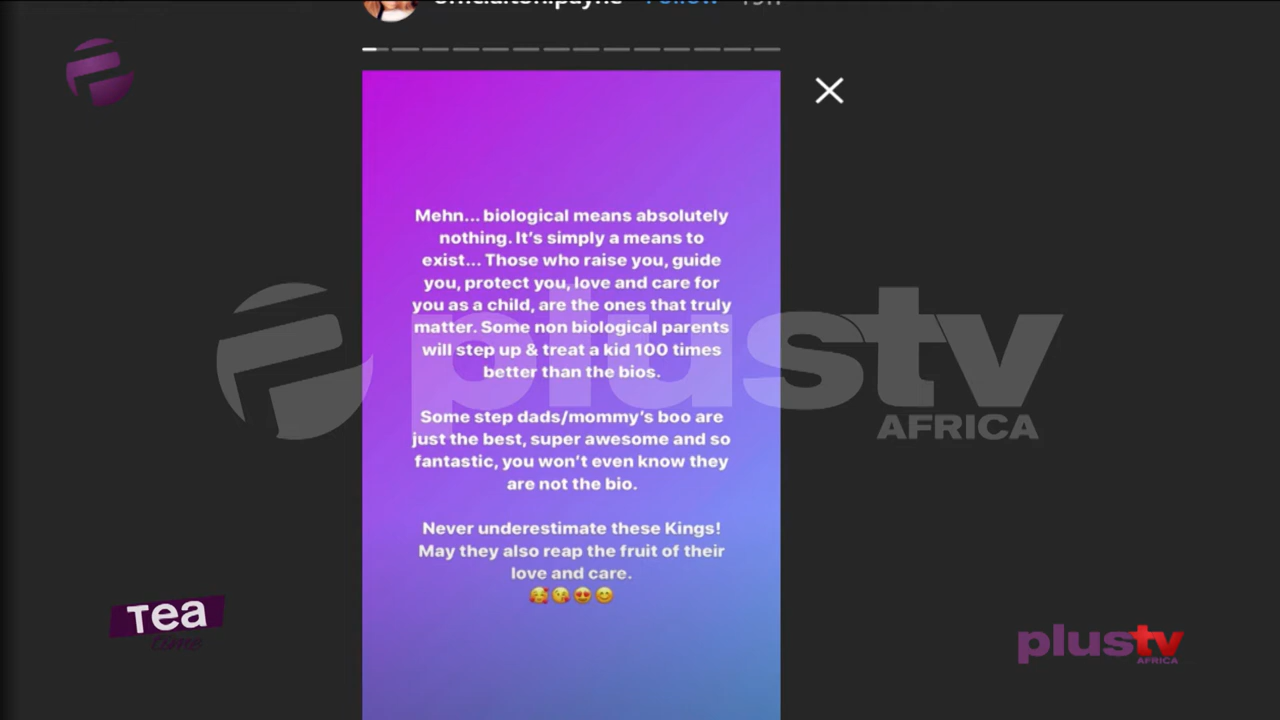 Follow
Mehn... biological means absolutely
nothing. It's simply a means to
exist... Those who raise you, guide
you, protect you, love and care for
you as a child, are the ones that truly
matter. Some non biological parents
will step up & treat a kid 100 times
better than the bios.
Some step dads/mommy's boo are
just the best, super awesome and so
fantastic, you won't even know they
are not the bio.
Never underestimate these Kings!
May they also reap the fruit of their
love and care.
🥰😘😍😊
plustv
AFRICA
Tea
plustv
AFRICA